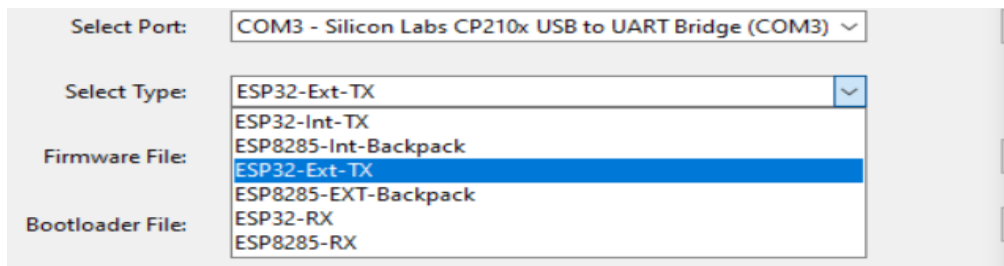 Select Port: COM3 - Silicon Labs CP210x USB to UART Bridge (COM3)
Select Type: ESP32-Ext-TX
ESP32-Int-TX
ESP8285-Int-Backpack
Firmware File: ESP32-Ext-TX
ESP8285-EXT-Backpack
Bootloader File: ESP32-RX
ESP8285-RX